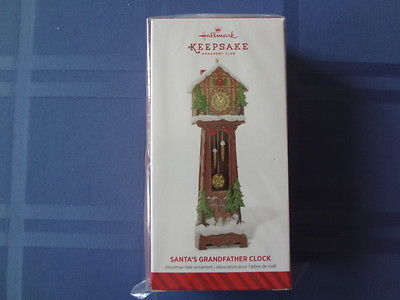 Hallmark
KEEPSAKE
ORNAMENT CLUB
SANTA'S GRANDFATHER CLOCK
christmas tree ornament | décoration pour l'arbre de noël